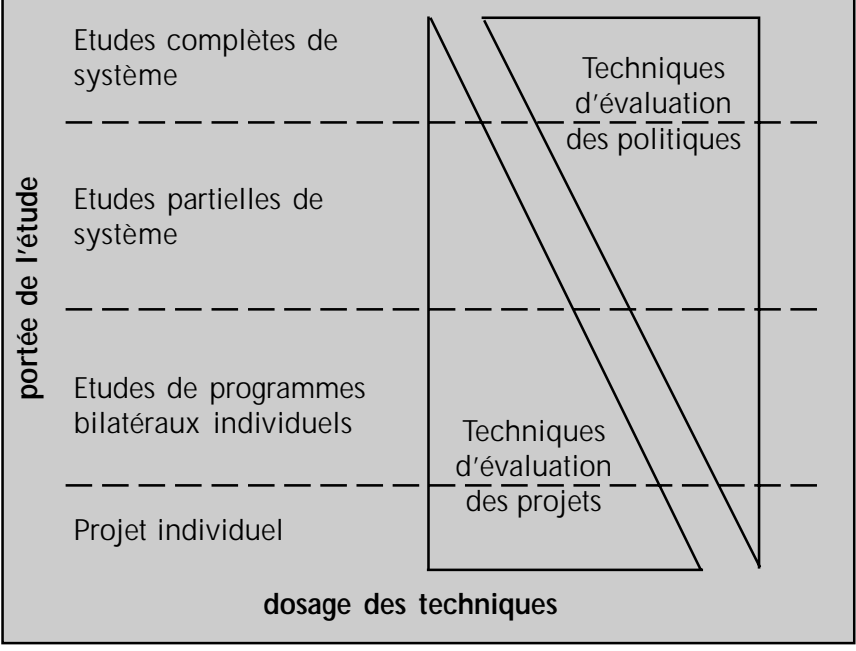 Etudes complètes de
système
Techniques
d'évaluation
des politiques
portée de l'étude
Etudes partielles de
système
Etudes de programmes
bilatéraux individuels
Techniques
d'évaluation
des projets
Projet individuel
dosage des techniques